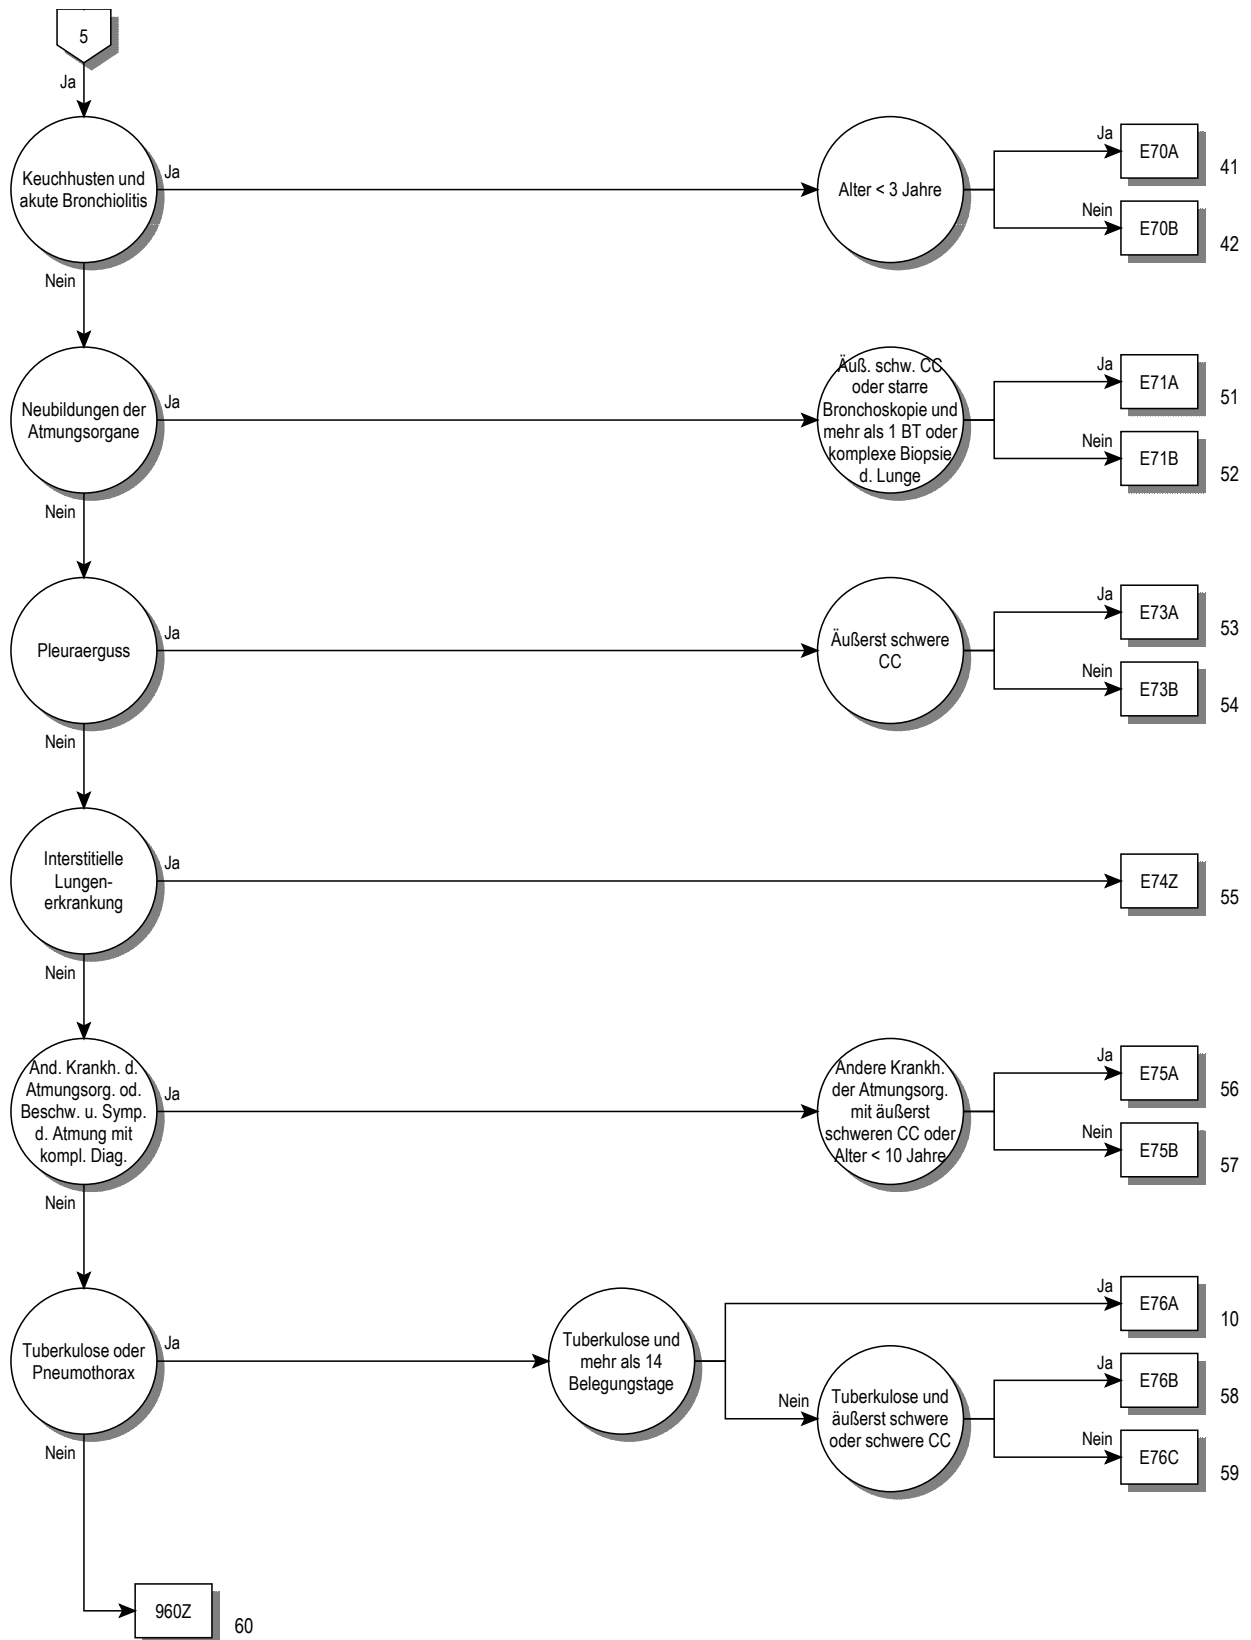 5
Ja
Keuchhusten und
akute Bronchiolitis
Ja
Alter < 3 Jahre
Ja
E70A
41
Nein
E70B
42
Nein
Neubildungen der
Atmungsorgane
Ja
Äuß. schw. CC
oder starre
Bronchoskopie und
mehr als 1 BT oder
komplexe Biopsie
d. Lunge
Ja
E71A
51
Nein
E71B
52
Nein
Pleuraerguss
Ja
Äußerst schwere
CC
Ja
E73A
53
Nein
E73B
54
Nein
Interstitielle
Lungen-
erkrankung
Ja
E74Z
55
Nein
And. Krankh. d.
Atmungsorg. od.
Beschw. u. Symp.
d. Atmung mit
kompl. Diag.
Ja
Andere Krankh.
der Atmungsorg.
mit äußerst
schweren CC oder
Alter < 10 Jahre
Ja
E75A
56
Nein
E75B
57
Nein
Tuberkulose oder
Pneumothorax
Ja
Tuberkulose und
mehr als 14
Belegungstage
Ja
E76A
10
Nein
Tuberkulose und
äußerst schwere
oder schwere CC
Ja
E76B
58
Nein
E76C
59
Nein
960Z
60